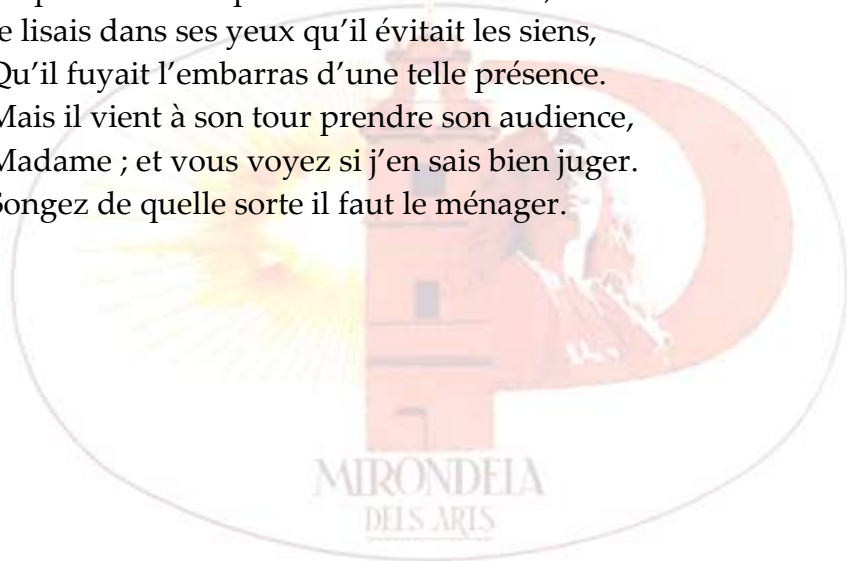 e lisais dans ses yeux qu’il évitait les siens,
Qu’il fuyait l’embarras d’une telle présence.
Mais il vient à son tour prendre son audience,
Madame ; et vous voyez si j’en sais bien juger.
Songez de quelle sorte il faut le ménager.
MIRONDELA
DELS ARTS